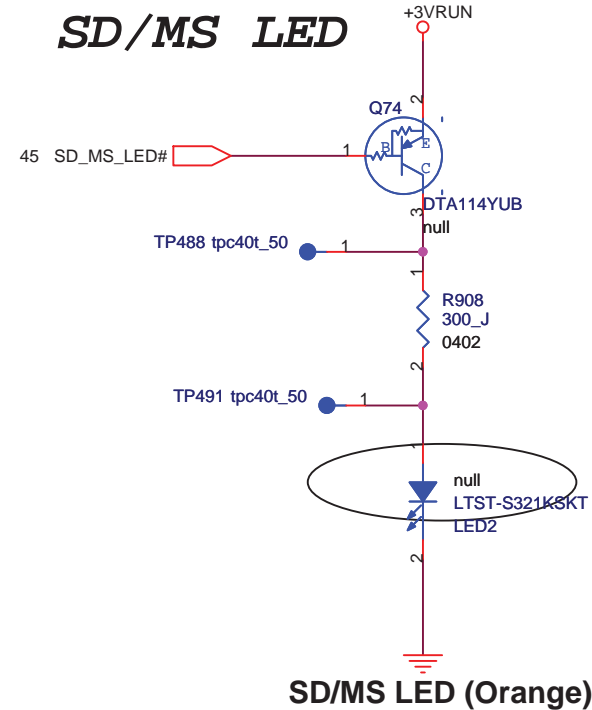 SD/MS LED
+3VRUN
2
Q74
45 SD_MS_LED#
1
B
E
C
3
DTA114YUB
null
TP488 tpc40t_50
1
1
R908
300_J
0402
2
TP491 tpc40t_50
1
1
null
LTST-S321KSKT
LED2
2
SD/MS LED (Orange)